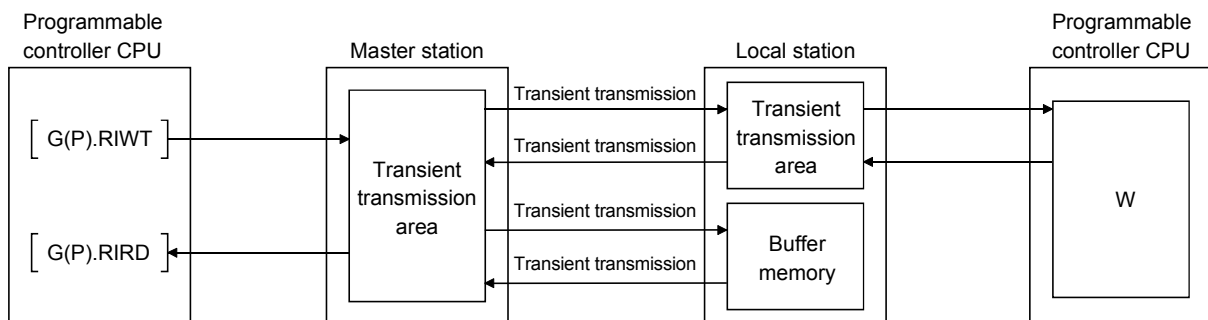 Programmable
controller CPU
Master station
Local station
Programmable
controller CPU
[ G(P).RIWT ]
[ G(P).RIRD ]
Transient
transmission
area
Transient transmission
Transient transmission
Transient transmission
Transient transmission
Transient
transmission
area
Buffer
memory
W